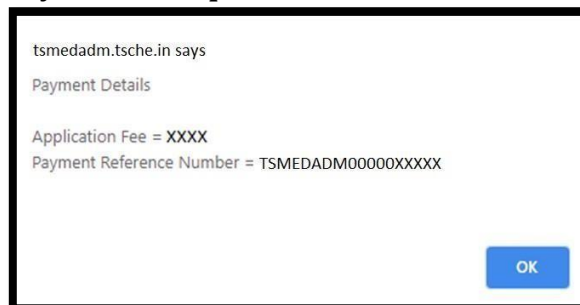 tsmedadm.tsche.in says
Payment Details
Application Fee = XXXX
Payment Reference Number = TSMEDADM00000XXXXX
OK